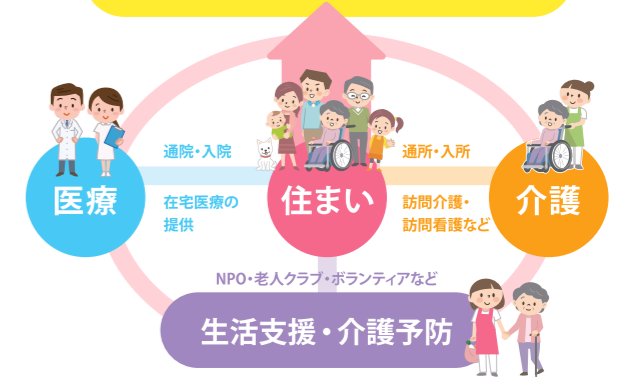 通院・入院
通所・入所
医療
住まい
介護
在宅医療の
提供
訪問介護・
訪問看護など
NPO・老人クラブ・ボランティアなど
生活支援・介護予防